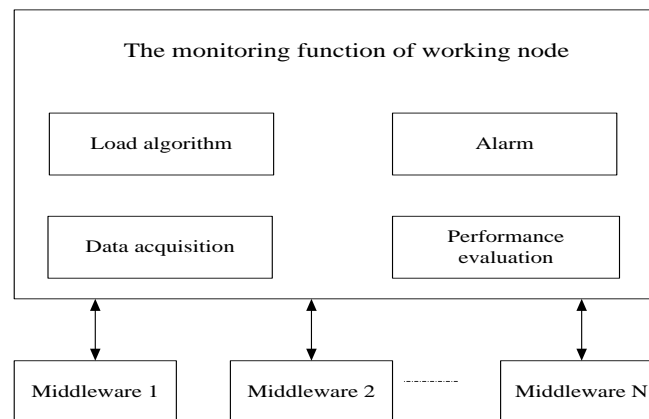 The monitoring function of working node
Load algorithm
Alarm
Data acquisition
Performance
evaluation
Middleware 1
Middleware 2
Middleware N